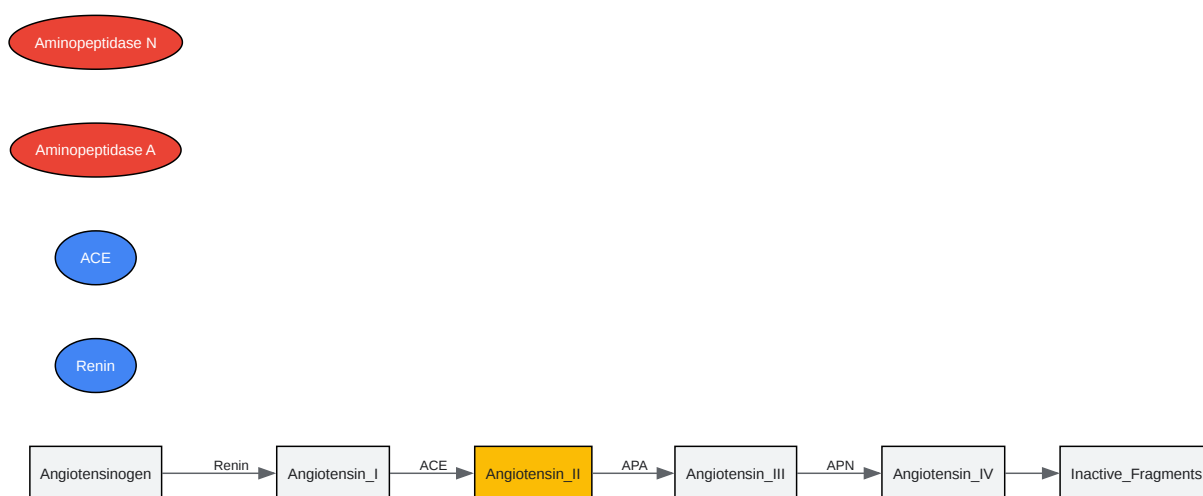 Aminopeptidase N
Aminopeptidase A
ACE
Renin
Angiotensinogen
Renin
Angiotensin_I
ACE
Angiotensin_II
APA
Angiotensin_III
APN
Angiotensin_IV
Inactive_Fragments